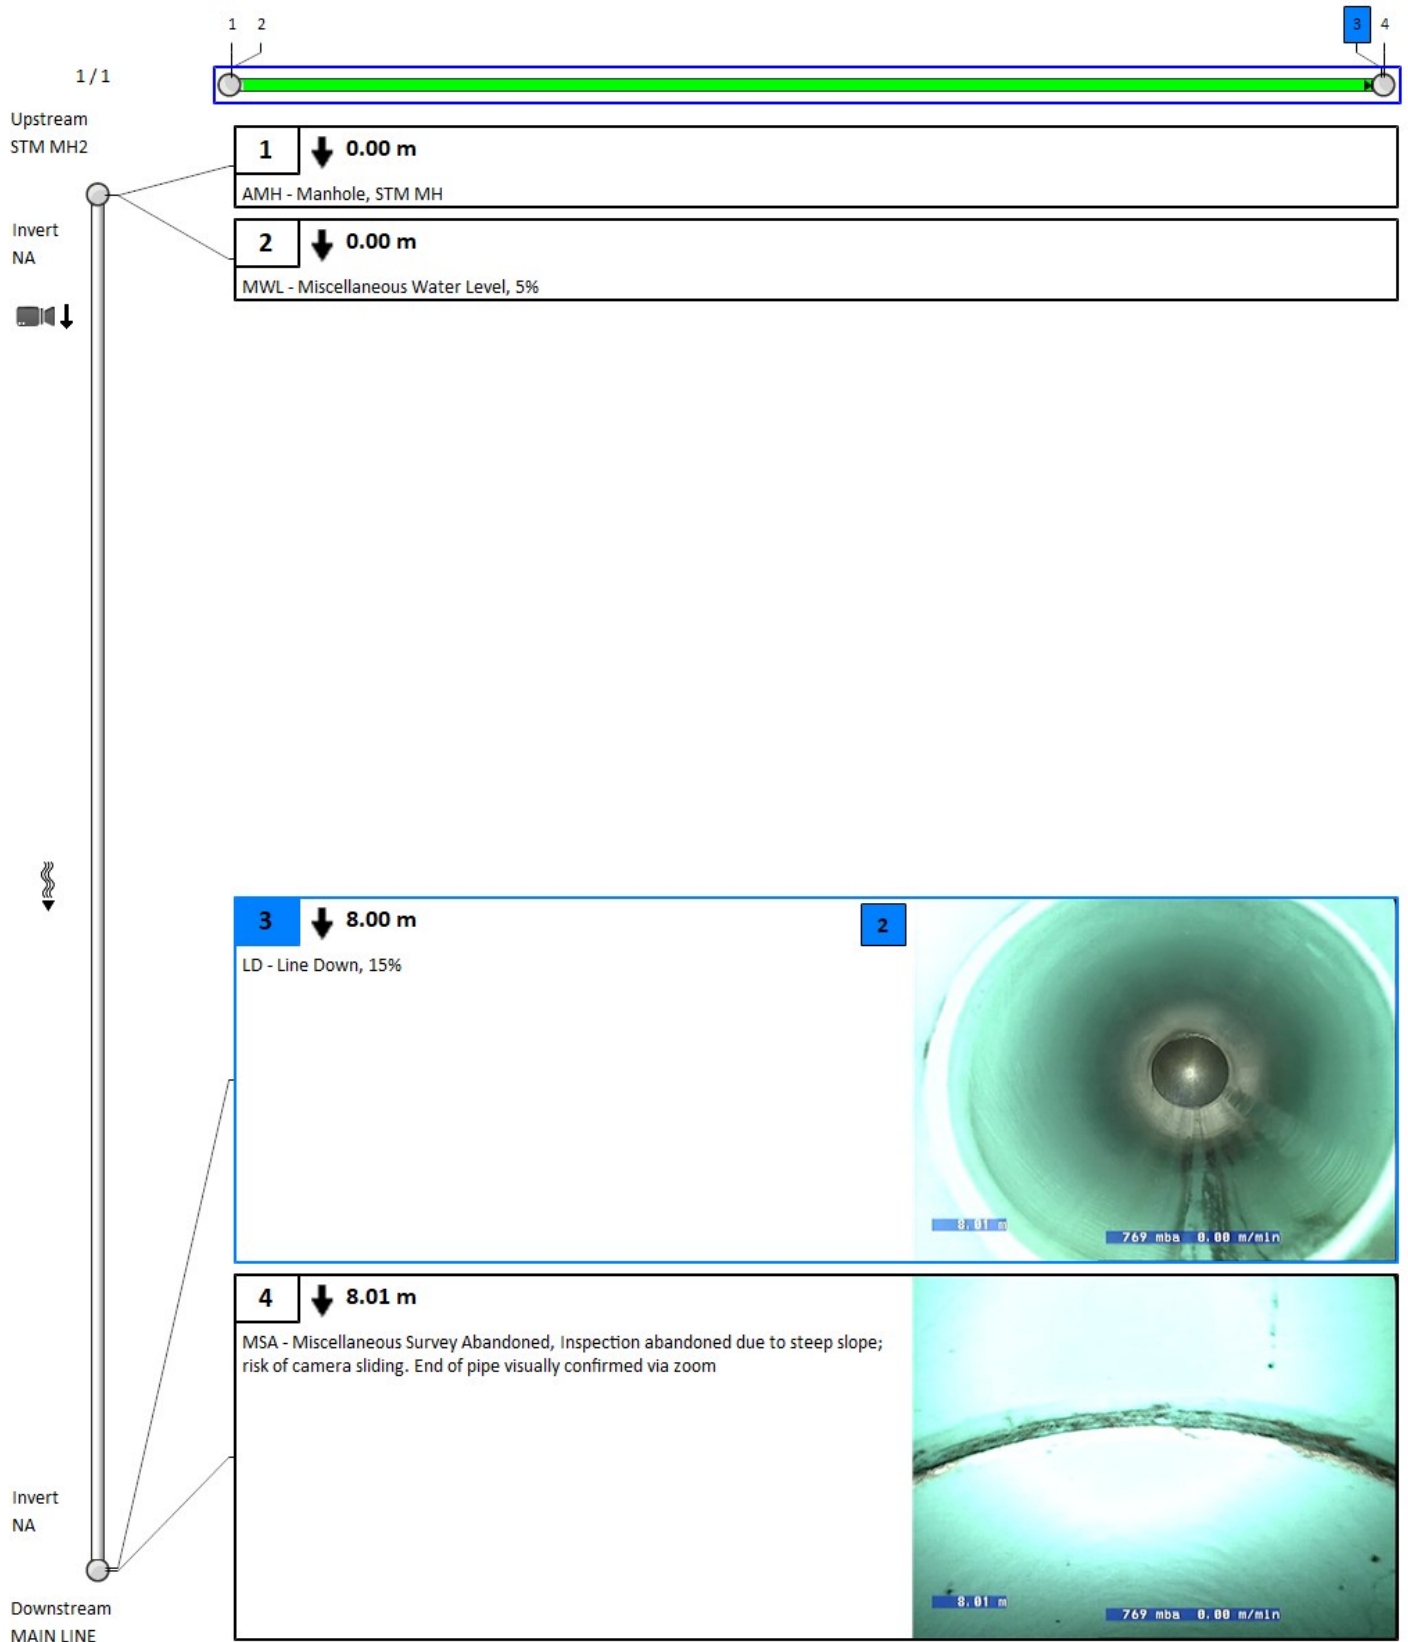 1 2 3 4
1 / 1
Upstream
STM MH2
1 0.00 m
AMH - Manhole, STM MH
Invert
NA
2 0.00 m
MWL - Miscellaneous Water Level, 5%
3 8.00 m 2
LD - Line Down, 15%
8.01 m
769 mba 0.00 m/min
4 8.01 m
MSA - Miscellaneous Survey Abandoned, Inspection abandoned due to steep slope;
risk of camera sliding. End of pipe visually confirmed via zoom
Invert
NA
8.01 m
769 mba 0.00 m/min
Downstream
MAIN LINE